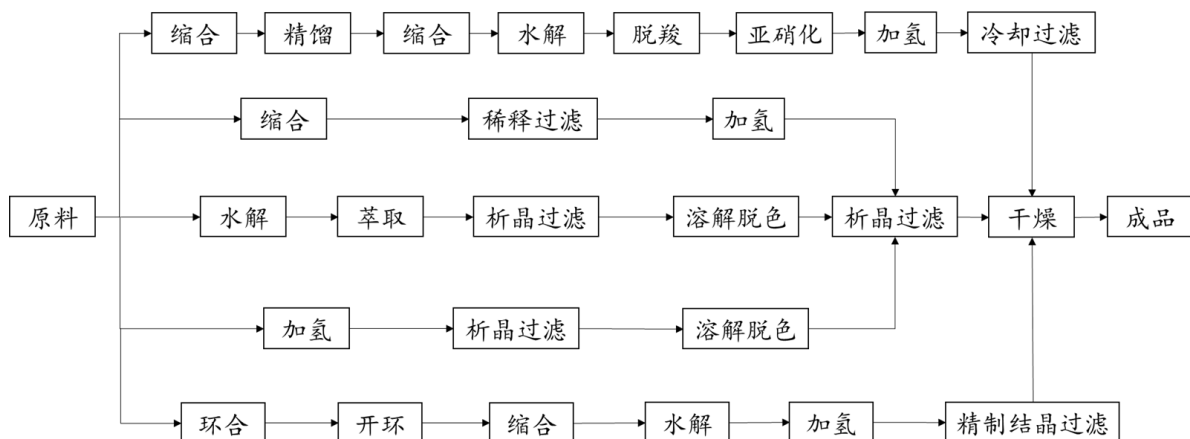 缩合 精馏 缩合 水解 脱羧 亚硝化 加氢 冷却过滤
缩合 稀释过滤 加氢
原料 水解 萃取 析晶过滤 溶解脱色 析晶过滤 干燥 成品
加氢 析晶过滤 溶解脱色
环合 开环 缩合 水解 加氢 精制结晶过滤